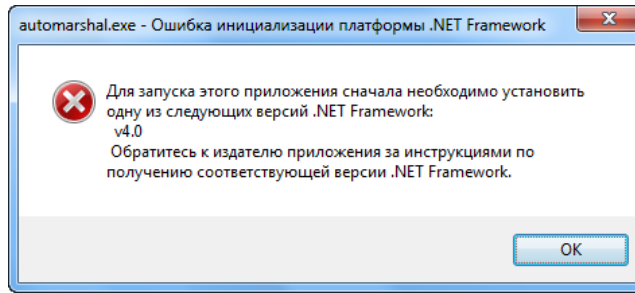 automarshal.exe - Ошибка инициализации платформы .NET Framework
Для запуска этого приложения сначала необходимо установить
одну из следующих версий .NET Framework:
v4.0
Обратитесь к издателю приложения за инструкциями по
получению соответствующей версии .NET Framework.
OK